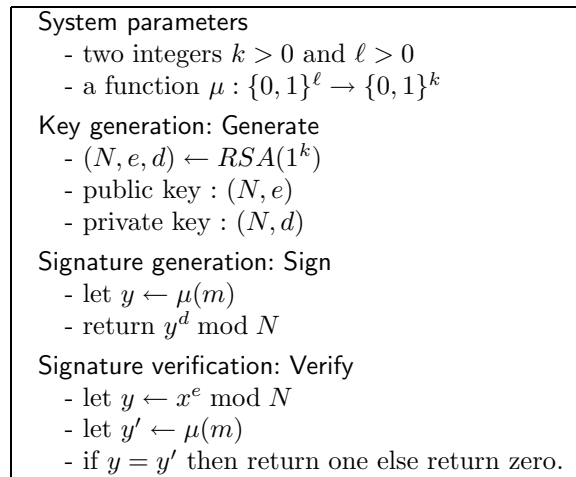 System parameters
- two integers k > 0 and ℓ > 0
- a function μ : {0, 1}^ℓ → {0, 1}^k
Key generation: Generate
- (N, e, d) ← RSA(1^k)
- public key : (N, e)
- private key : (N, d)
Signature generation: Sign
- let y ← μ(m)
- return y^d mod N
Signature verification: Verify
- let y ← x^e mod N
- let y′ ← μ(m)
- if y = y′ then return one else return zero.